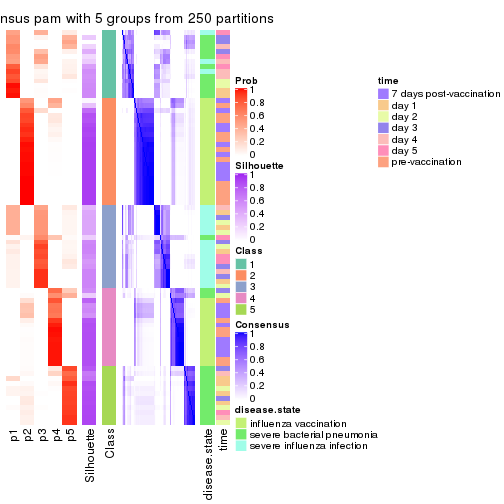 nsus pam with 5 groups from 250 partitions
Prob
1
0.8
0.6
0.4
0.2
0
Silhouette
1
0.8
0.6
0.4
0.2
0
Class
1
2
3
4
5
Consensus
1
0.8
0.6
0.4
0.2
0
disease.state
influenza vaccination
severe bacterial pneumonia
severe influenza infection
time
7 days post-vaccination
day 1
day 2
day 3
day 4
day 5
pre-vaccination
p1
p2
p3
p4
p5
Silhouette
Class
disease.state
time